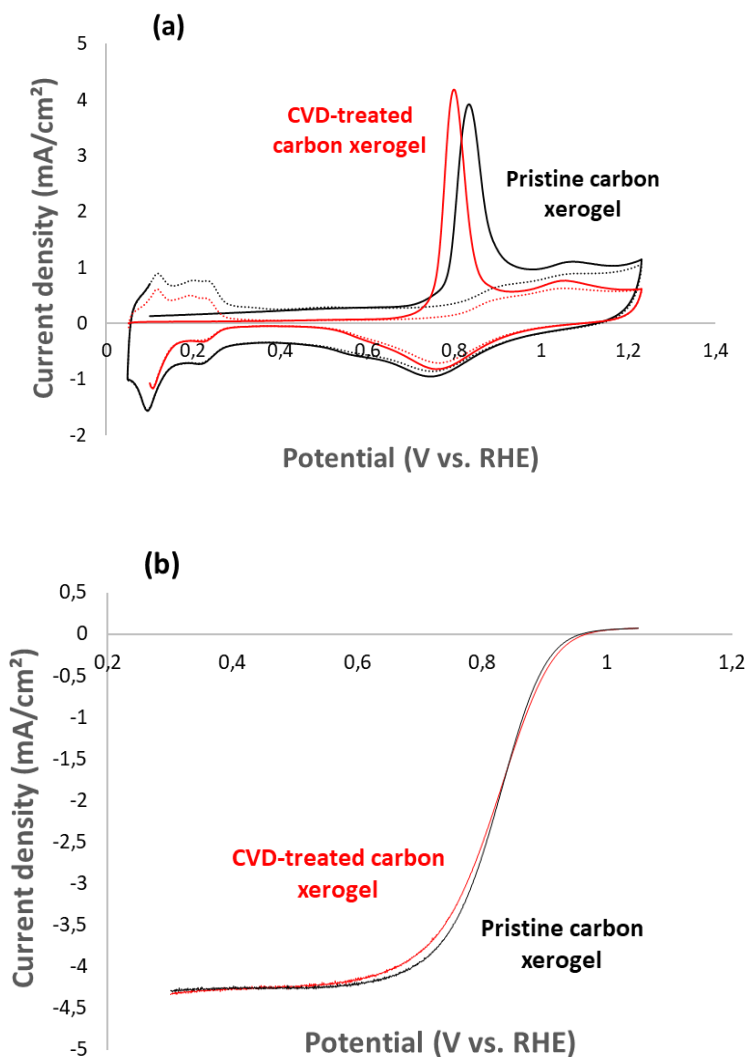 (a)
Current density (mA/cm²)
5
4
3
2
1
0
-1
-2
0
0,2
0,4
0,6
0,8
1
1,2
1,4
CVD-treated
carbon xerogel
Pristine carbon
xerogel
Potential (V vs. RHE)
(b)
Current density (mA/cm²)
0,5
0
-0,5
-1
-1,5
-2
-2,5
-3
-3,5
-4
-4,5
-5
0,2
0,4
0,6
0,8
1
1,2
CVD-treated carbon
xerogel
Pristine carbon
xerogel
Potential (V vs. RHE)